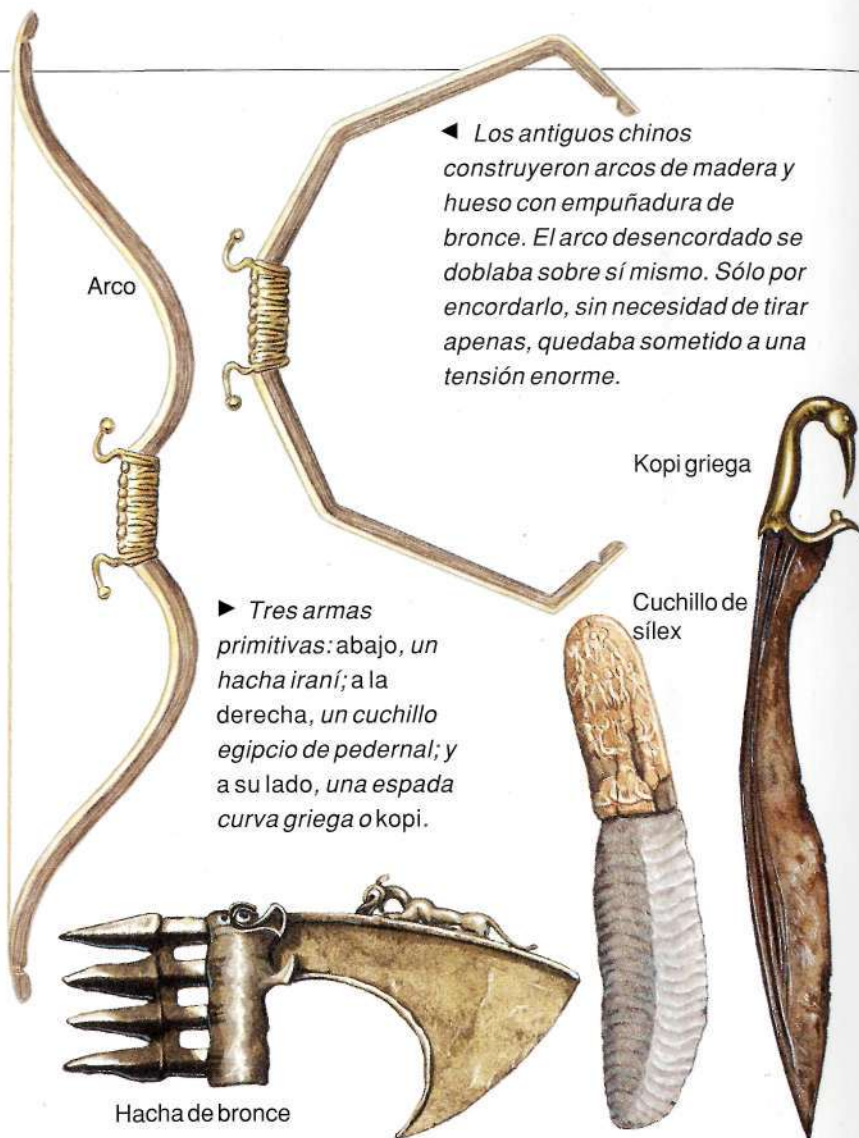 ◄ Los antiguos chinos
construyeron arcos de madera y
hueso con empuñadura de
bronce. El arco desencordado se
doblaba sobre sí mismo. Sólo por
encordarlo, sin necesidad de tirar
apenas, quedaba sometido a una
tensión enorme.
Arco
Kopi griega
Cuchillo de
sílex
► Tres armas
primitivas: abajo, un
hacha iraní; a la
derecha, un cuchillo
egipcio de pedernal; y
a su lado, una espada
curva griega o kopi.
Hacha de bronce